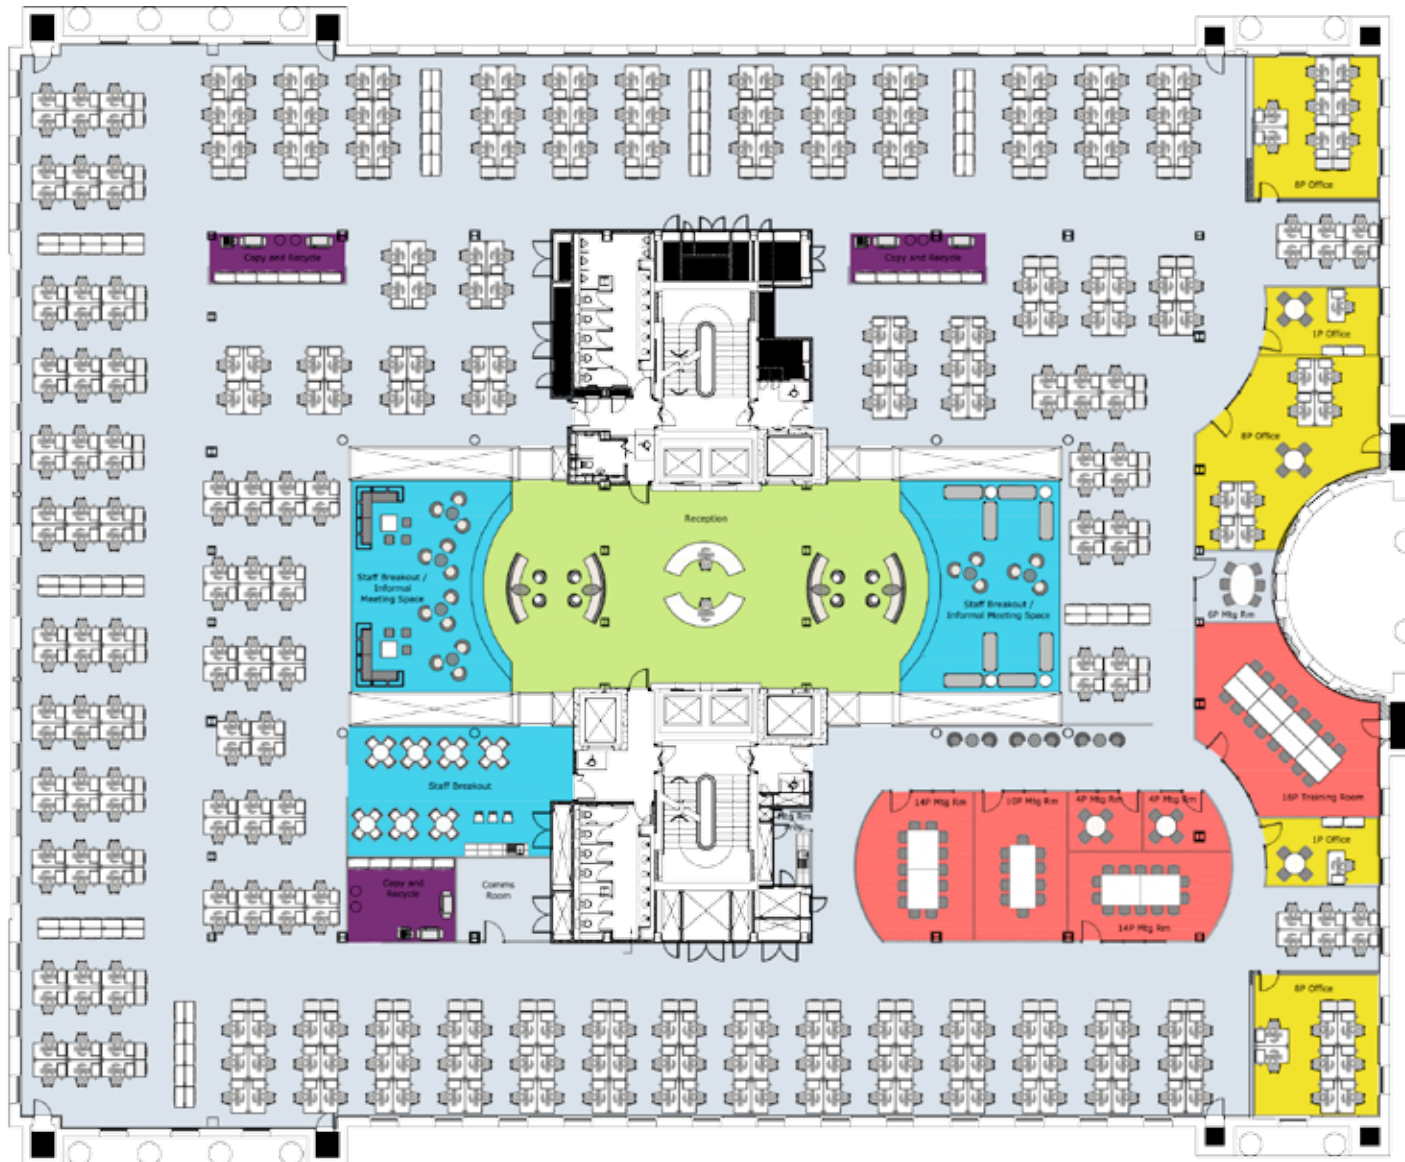 8P Office
Copy and Recycle
Copy and Recycle
1P Office
8P Office
Reception
Staff Breakout /
Informal
Meeting Space
Staff Breakout /
Informal Meeting Space
6P Mtg Rm
Staff Breakout
16P Training Room
14P Mtg Rm
10P Mtg Rm
4P Mtg Rm
4P Mtg Rm
Mtg Rm
1P Office
Copy and
Recycle
Comms
Room
14P Mtg Rm
8P Office